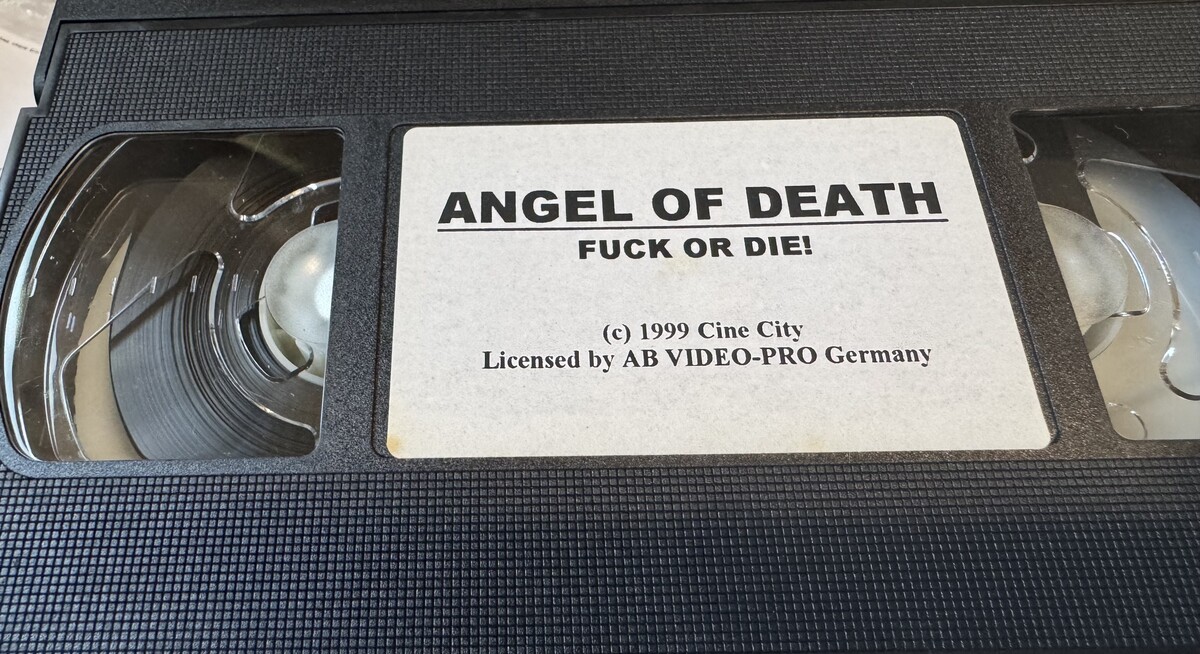 ANGEL OF DEATH
FUCK OR DIE!
(c) 1999 Cine City
Licensed by AB VIDEO-PRO Germany